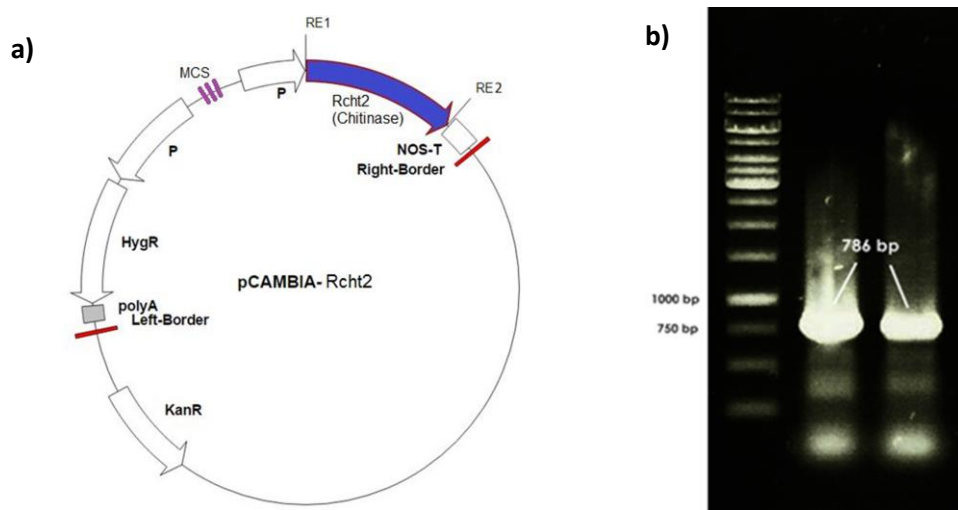 a)
RE1
MCS
P
Rcht2
(Chitinase)
RE2
P
NOS-T
Right-Border
HygR
pCAMBIA- Rcht2
polyA
Left-Border
KanR
b)
786 bp
1000 bp
750 bp